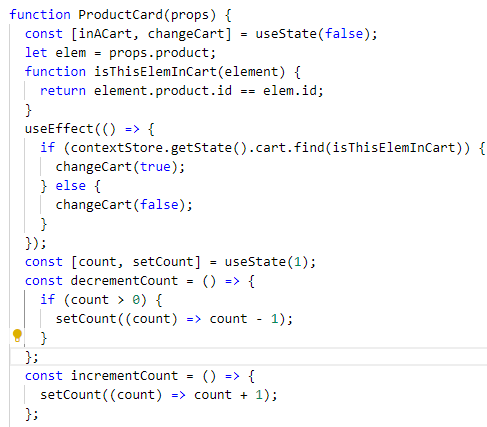 function ProductCard(props) {
  const [inACart, changeCart] = useState(false);
  let elem = props.product;
  function isThisElemInCart(element) {
    return element.product.id == elem.id;
  }
  useEffect(() => {
    if (contextStore.getState().cart.find(isThisElemInCart)) {
      changeCart(true);
    } else {
      changeCart(false);
    }
  });
  const [count, setCount] = useState(1);
  const decrementCount = () => {
    if (count > 0) {
      setCount((count) => count - 1);
    }
  };
  const incrementCount = () => {
    setCount((count) => count + 1);
  };